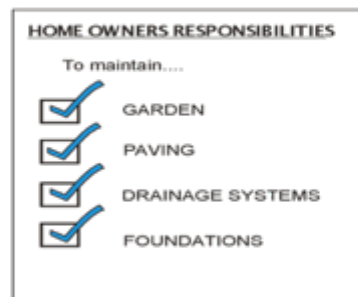 HOME OWNERS RESPONSIBILITIES
To maintain....
GARDEN
PAVING
DRAINAGE SYSTEMS
FOUNDATIONS